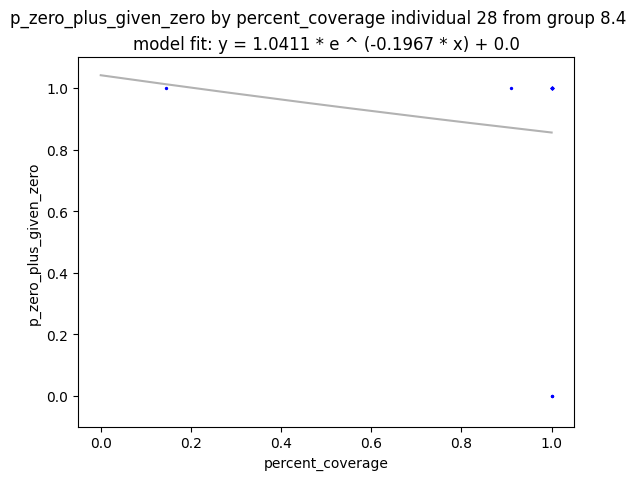 p_zero_plus_given_zero by percent_coverage individual 28 from group 8.4
model fit: y = 1.0411 * e ^ (-0.1967 * x) + 0.0
1.0
0.8
0.6
0.4
0.2
0.0
p_zero_plus_given_zero
0.0 0.2 0.4 0.6 0.8 1.0
percent_coverage